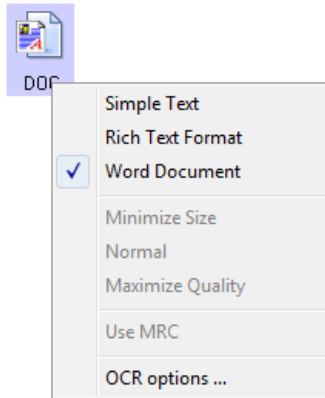 DOC
Simple Text
Rich Text Format
Word Document
Minimize Size
Normal
Maximize Quality
Use MRC
OCR options ...